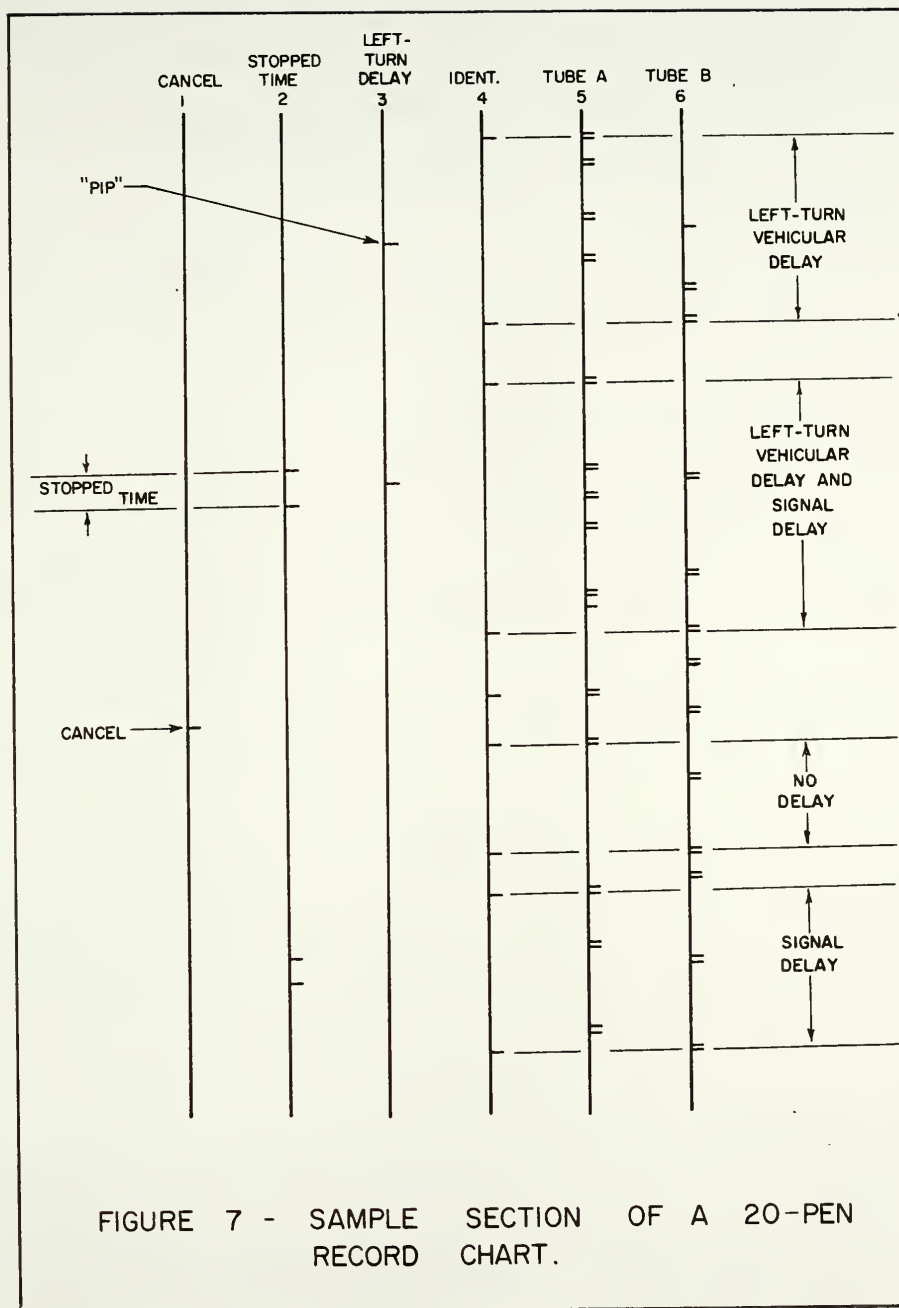 CANCEL
1
STOPPED
TIME
2
LEFT-
TURN
DELAY
3
IDENT.
4
TUBE A
5
TUBE B
6
"PIP"
LEFT-TURN
VEHICULAR
DELAY
LEFT-TURN
VEHICULAR
DELAY AND
SIGNAL
DELAY
STOPPED TIME
CANCEL
NO
DELAY
SIGNAL
DELAY
FIGURE 7 - SAMPLE SECTION OF A 20-PEN
RECORD CHART.